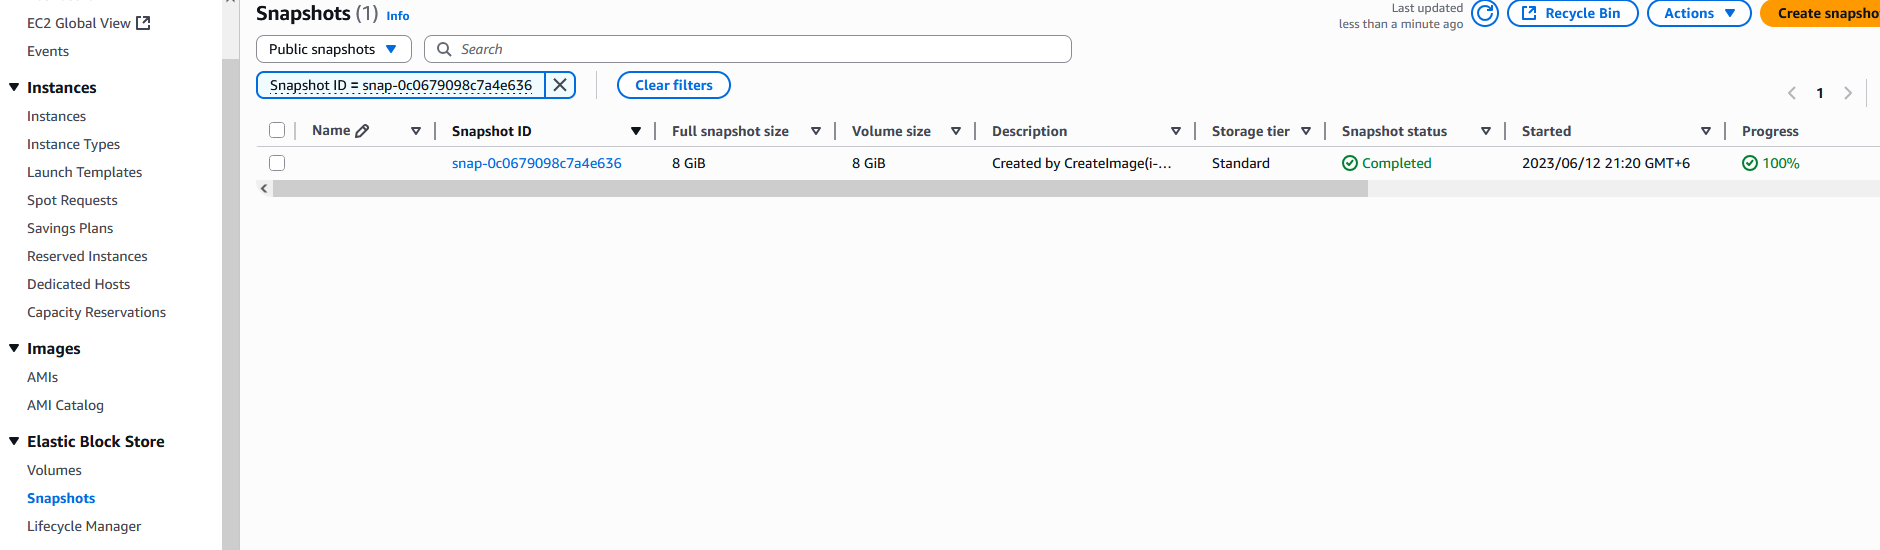 EC2 Global View
Events
Instances
Instances
Instance Types
Launch Templates
Spot Requests
Savings Plans
Reserved Instances
Dedicated Hosts
Capacity Reservations
Images
AMIs
AMI Catalog
Elastic Block Store
Volumes
Snapshots
Lifecycle Manager
Snapshots (1) Info
Last updated
less than a minute ago
Recycle Bin
Actions
Create snapsho
Public snapshots
Search
Snapshot ID = snap-0c0679098c7a4e636
Clear filters
1
Name Snapshot ID Full snapshot size Volume size Description Storage tier Snapshot status Started Progress
snap-0c0679098c7a4e636 8 GiB 8 GiB Created by CreateImage(i-... Standard Completed 2023/06/12 21:20 GMT+6 100%